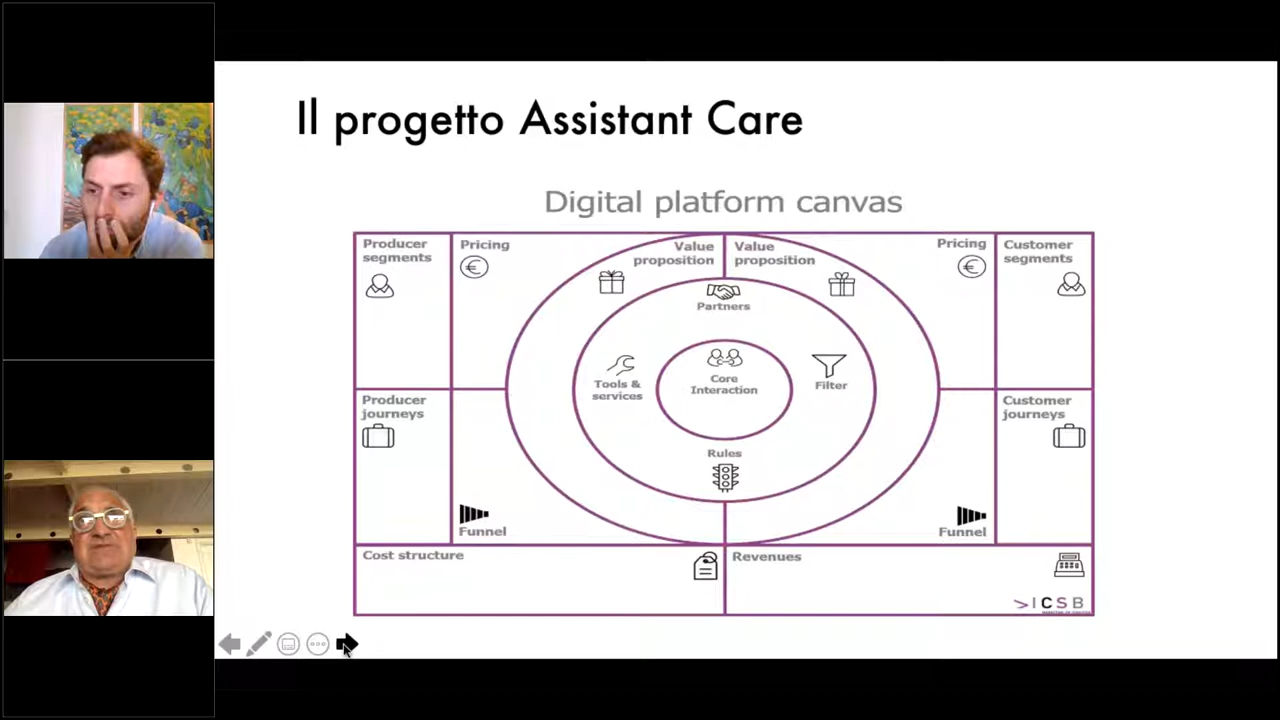 Il progetto Assistant Care
Digital platform canvas
Producer
segments
Pricing
€
Value
proposition
Value
proposition
Pricing
€
Customer
segments
Partners
Tools &
services
Core
Interaction
Filter
Producer
journeys
Customer
journeys
Rules
Funnel
Funnel
Cost structure
Revenues
>ICSB